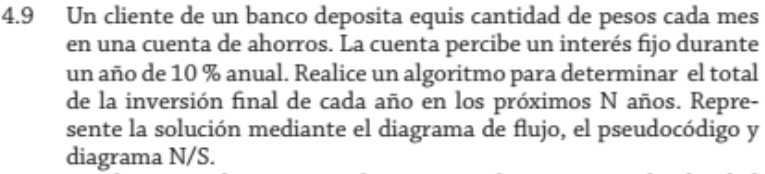 4.9 Un cliente de un banco deposita equis cantidad de pesos cada mes
en una cuenta de ahorros. La cuenta percibe un interés fijo durante
un año de 10 % anual. Realice un algoritmo para determinar el total
de la inversión final de cada año en los próximos N años. Repre-
sente la solución mediante el diagrama de flujo, el pseudocódigo y
diagrama N/S.